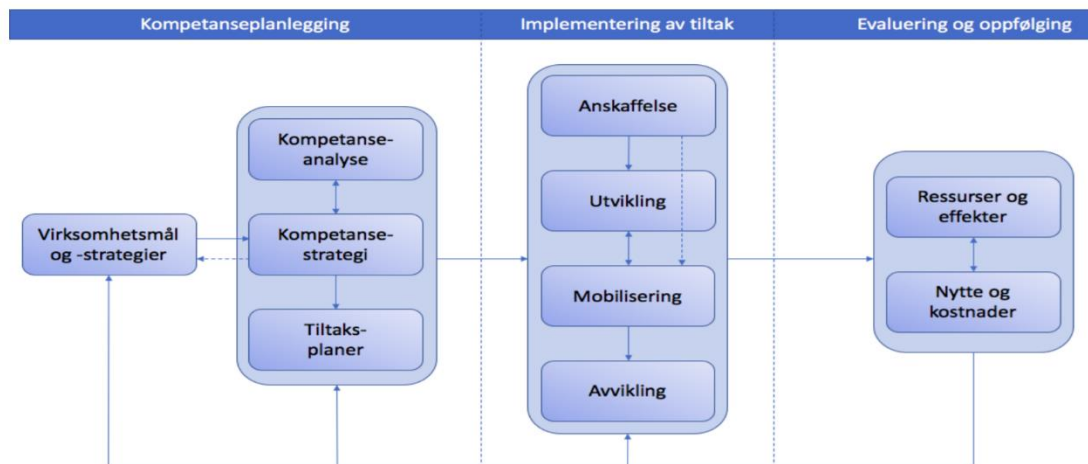 Kompetanseplanlegging
Implementering av tiltak
Evaluering og oppfølging
Virksomhetsmål
og -strategier
Kompetanse-
analyse
Kompetanse-
strategi
Tiltaks-
planer
Anskaffelse
Utvikling
Mobilisering
Avvikling
Ressurser og
effekter
Nytte og
kostnader